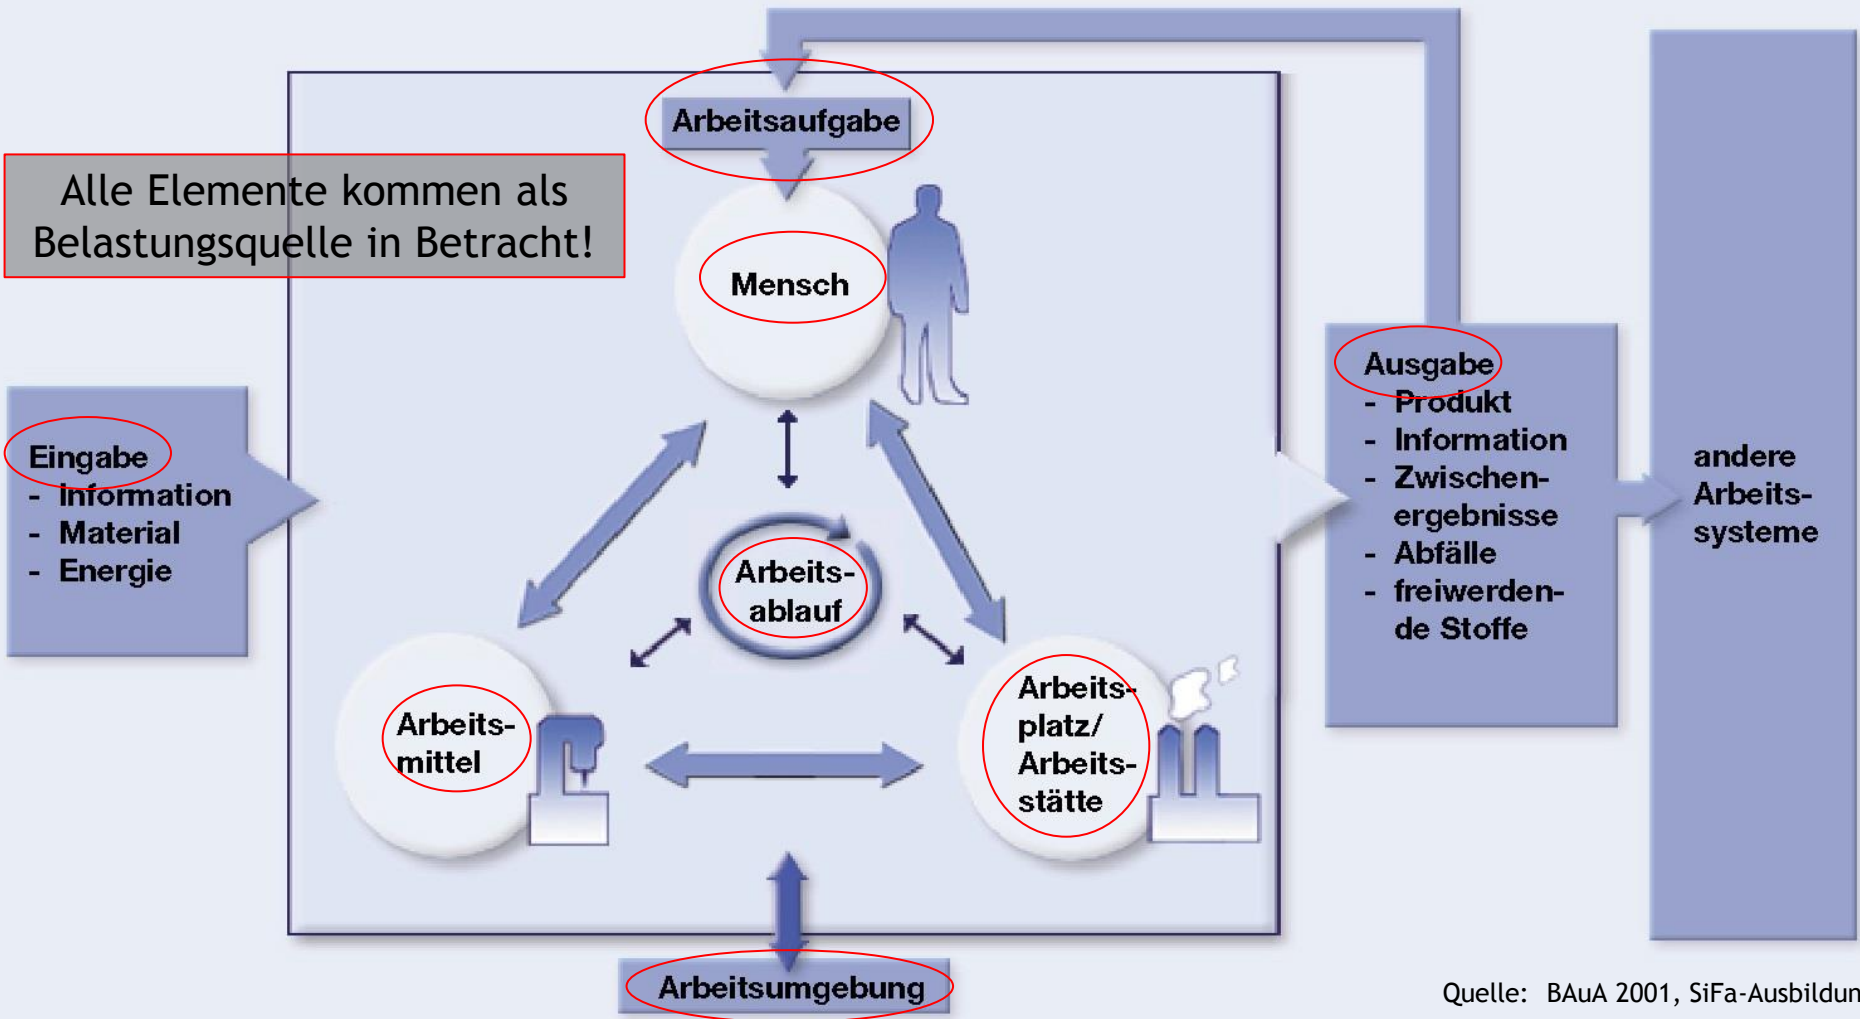 Arbeitsaufgabe
Alle Elemente kommen als
Belastungsquelle in Betracht!
Mensch
Eingabe
- Information
- Material
- Energie
Arbeits-
ablauf
Arbeits-
mittel
Arbeits-
platz/
Arbeits-
stätte
Ausgabe
- Produkt
- Information
- Zwischen-
ergebnisse
- Abfälle
- freiwerden-
de Stoffe
andere
Arbeits-
systeme
Arbeitsumgebung
Quelle: BAuA 2001, SiFa-Ausbildun